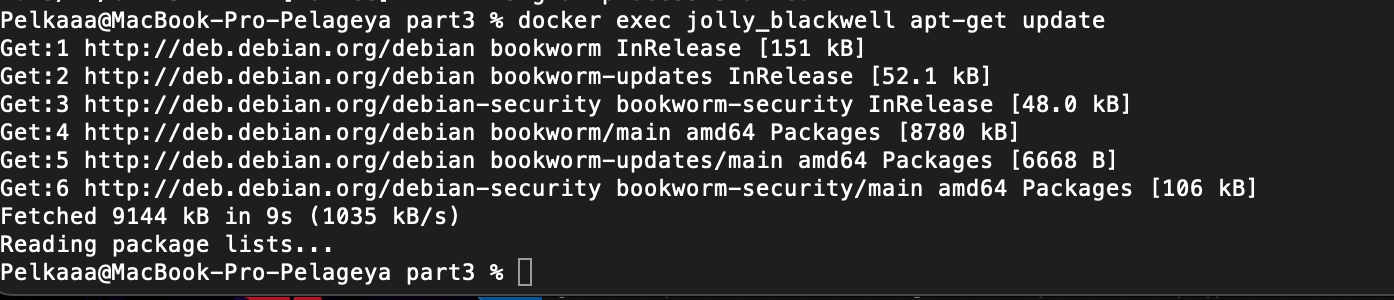 Pelkaaa@MacBook-Pro-Pelageya part3 % docker exec jolly_blackwell apt-get update
Get:1 http://deb.debian.org/debian bookworm InRelease [151 kB]
Get:2 http://deb.debian.org/debian bookworm-updates InRelease [52.1 kB]
Get:3 http://deb.debian.org/debian-security bookworm-security InRelease [48.0 kB]
Get:4 http://deb.debian.org/debian bookworm/main amd64 Packages [8780 kB]
Get:5 http://deb.debian.org/debian bookworm-updates/main amd64 Packages [6668 B]
Get:6 http://deb.debian.org/debian-security bookworm-security/main amd64 Packages [106 kB]
Fetched 9144 kB in 9s (1035 kB/s)
Reading package lists...
Pelkaaa@MacBook-Pro-Pelageya part3 %